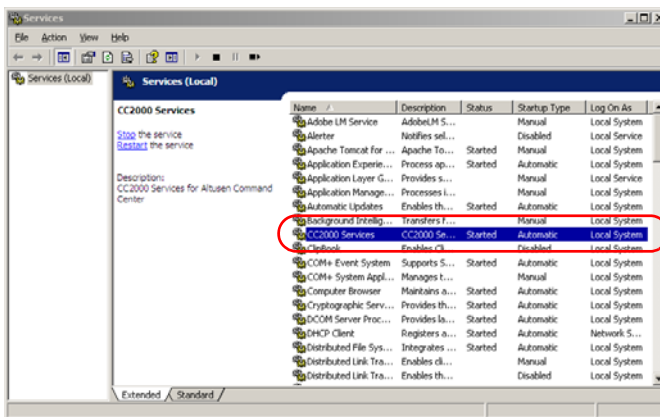 Services
File Action View Help
Services (Local)
Services (Local)
CC2000 Services
Stop the service
Restart the service
Description:
CC2000 Services for Altusen Command
Center
Name Description Status Startup Type Log On As
Adobe LM Service AdobeLM S... Manual Local System
Alerter Notifies sel... Disabled Local Service
Apache Tomcat for ... Apache To... Started Manual Local System
Application Experie... Process ap... Started Automatic Local System
Application Layer G... Provides s... Manual Local Service
Application Manage... Processes i... Manual Local System
Automatic Updates Enables th... Started Automatic Local System
Background Intellig... Transfers f... Manual Local System
CC2000 Services CC2000 Se... Started Automatic Local System
ClipBook Enables Cli... Disabled Local System
COM+ Event System Supports S... Started Automatic Local System
COM+ System Appl... Manages t... Manual Local System
Computer Browser Maintains a... Started Automatic Local System
Cryptographic Serv... Provides th... Started Automatic Local System
DCOM Server Proc... Provides la... Started Automatic Local System
DHCP Client Registers a... Started Automatic Network S...
Distributed File Sys... Integrates ... Started Automatic Local System
Distributed Link Tra... Enables cli... Manual Local System
Distributed Link Tra... Enables th... Disabled Local System
Extended Standard